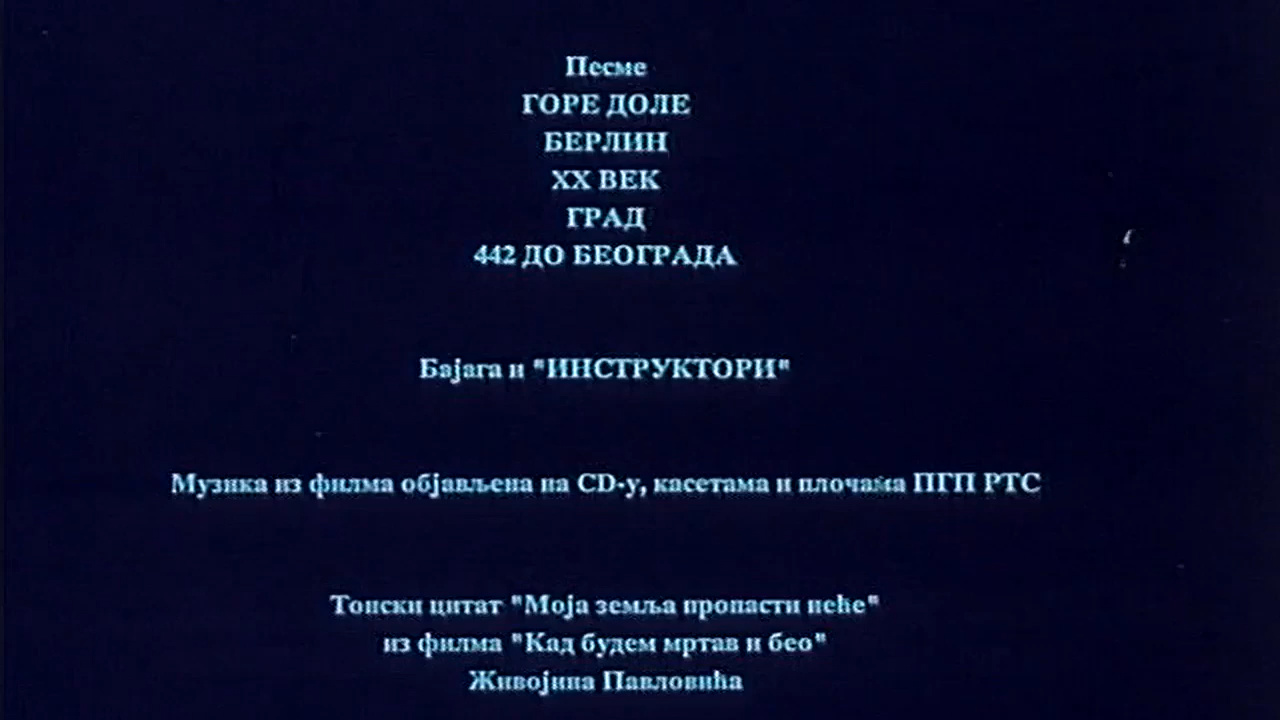 Песме
ГОРЕ ДОЛЕ
БЕРЛИН
XX ВЕК
ГРАД
442 ДО БЕОГРАДА
Бајага и "ИНСТРУКТОРИ"
Музика из филма објављена на CD-у, касетама и плочама ПГП РТС
Тонски цитат "Моја земља пропасти неће"
из филма "Кад будем мртав и бео"
Живојина Павловића